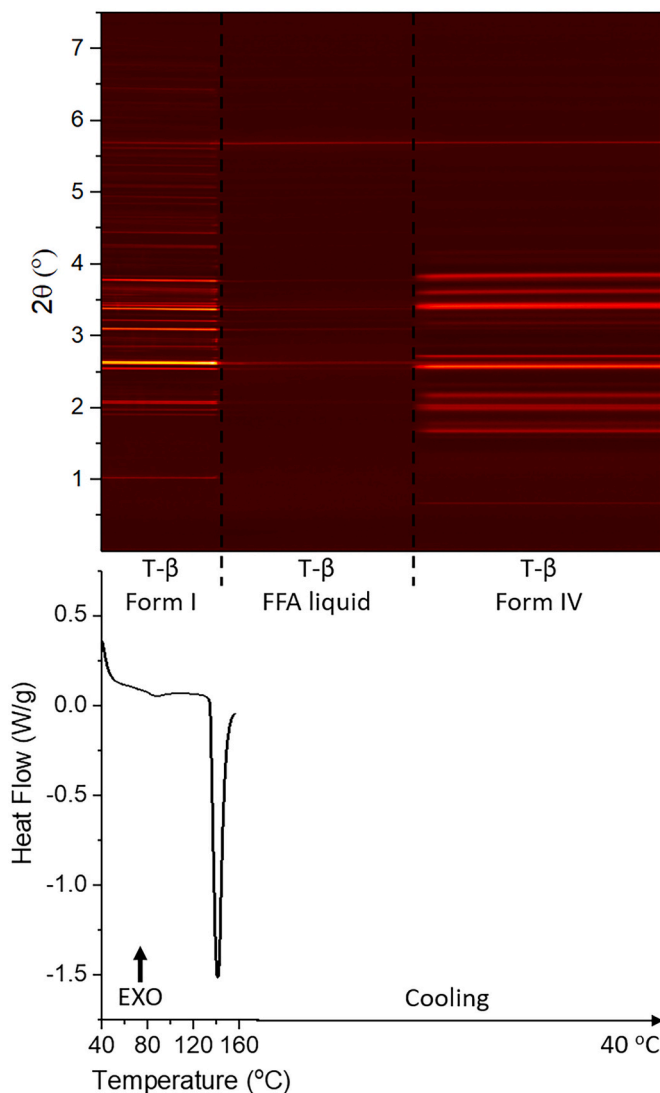 7
6
5
4
3
2
1
2θ (°)
T-β T-β T-β
Form I FFA liquid Form IV
0.5
0.0
-0.5
-1.0
-1.5
Heat Flow (W/g)
EXO
Cooling
40 80 120 160 40 °C
Temperature (°C)